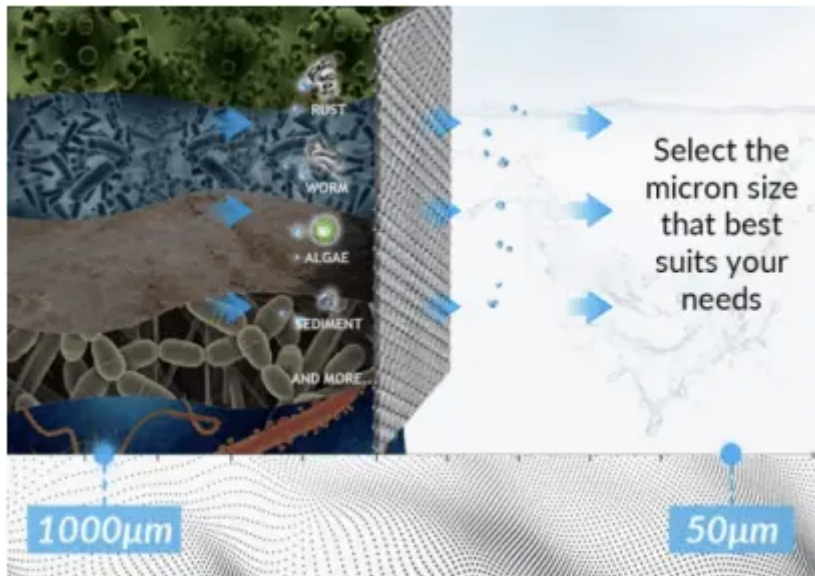 RUST
WORM
ALGAE
SEDIMENT
AND MORE...
Select the
micron size
that best
suits your
needs
1000µm
50µm